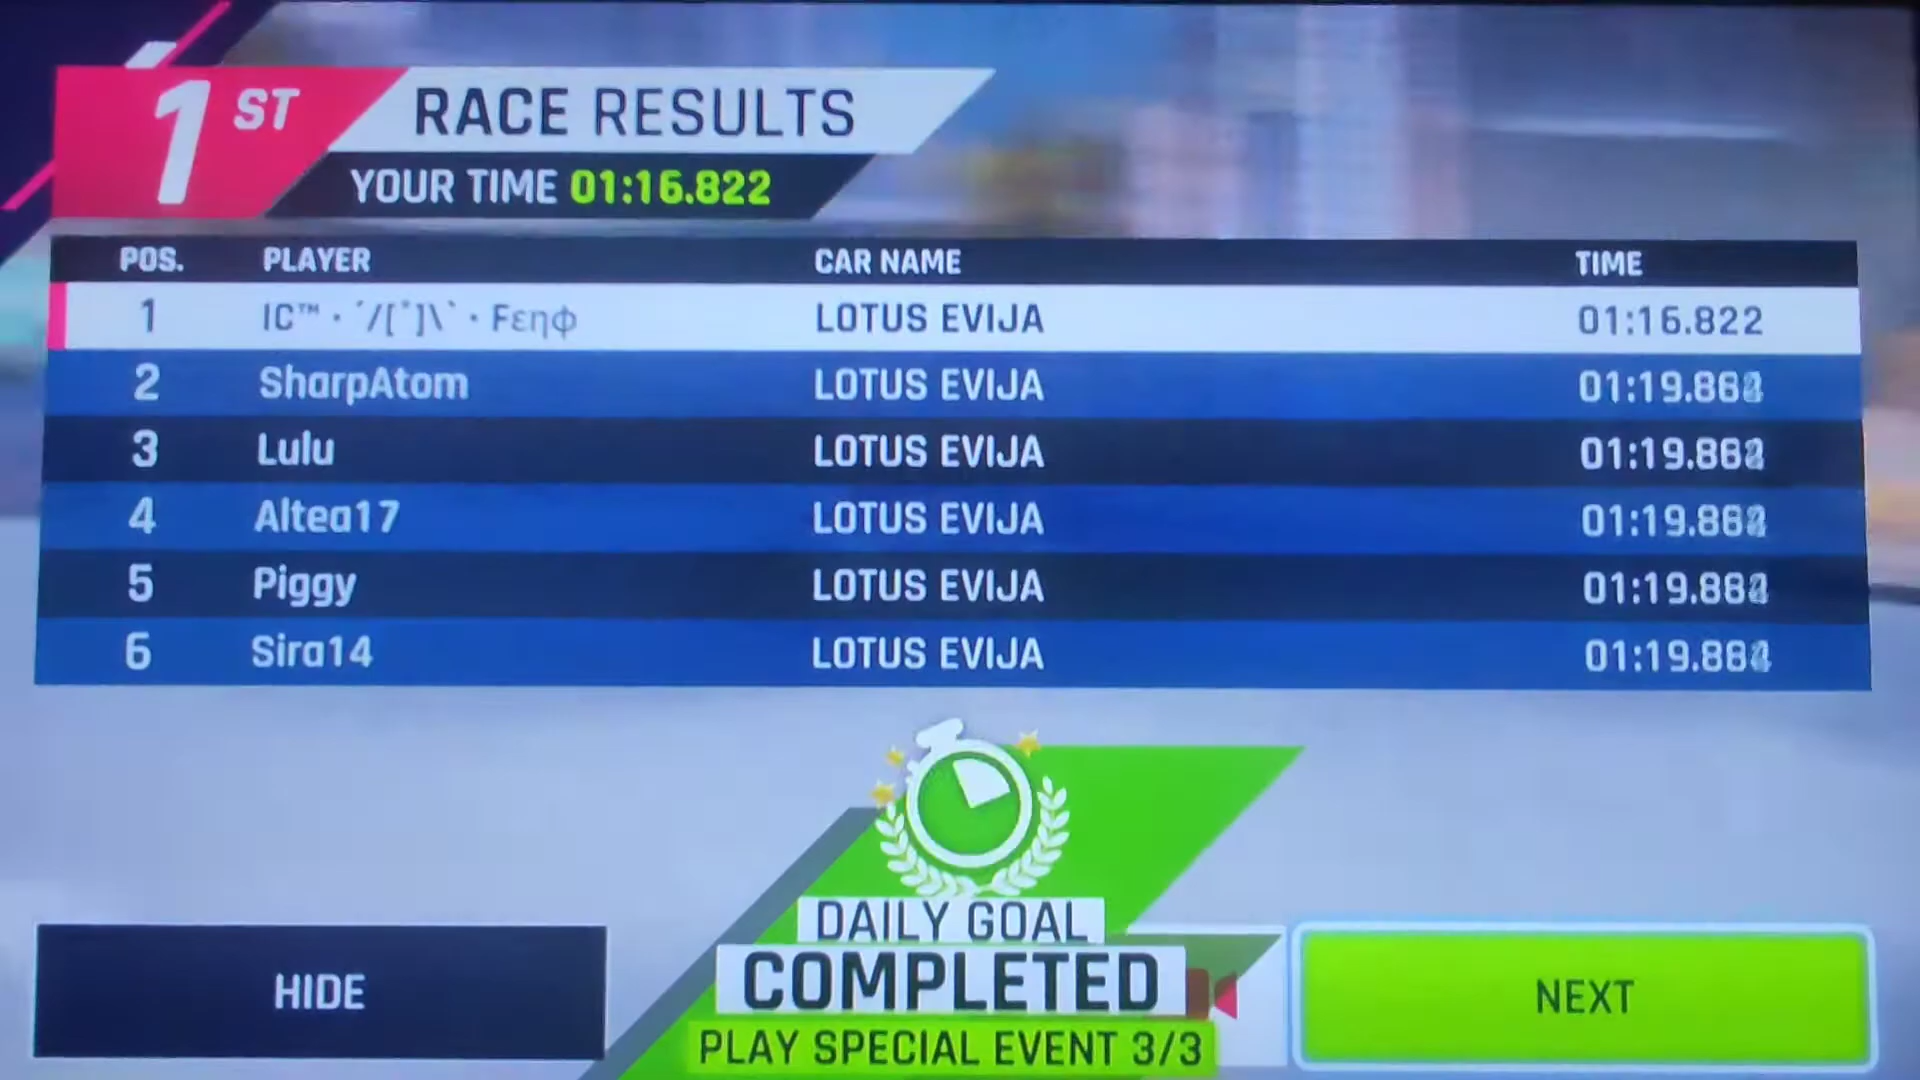 1 ST
RACE RESULTS
YOUR TIME 01:16.822
POS. PLAYER CAR NAME TIME
1 IC™・´/[˚]\`・Fεηφ LOTUS EVIJA 01:16.822
2 SharpAtom LOTUS EVIJA
3 Lulu LOTUS EVIJA
4 Altea17 LOTUS EVIJA
5 Piggy LOTUS EVIJA
6 Sira14 LOTUS EVIJA
DAILY GOAL
COMPLETED
PLAY SPECIAL EVENT 3/3
HIDE
NEXT